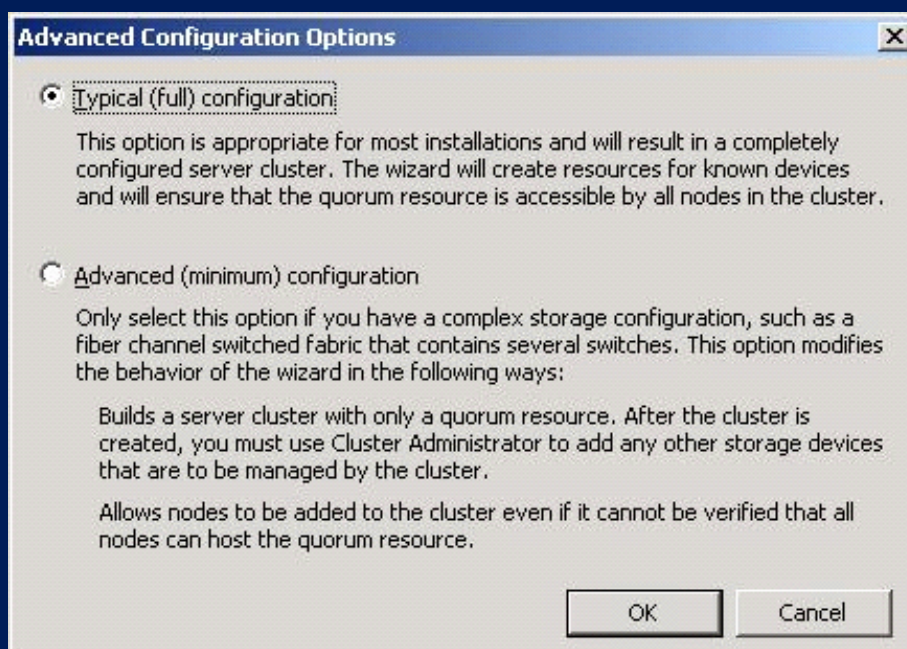 Advanced Configuration Options
Typical (full) configuration
This option is appropriate for most installations and will result in a completely
configured server cluster. The wizard will create resources for known devices
and will ensure that the quorum resource is accessible by all nodes in the cluster.
Advanced (minimum) configuration
Only select this option if you have a complex storage configuration, such as a
fiber channel switched fabric that contains several switches. This option modifies
the behavior of the wizard in the following ways:
Builds a server cluster with only a quorum resource. After the cluster is
created, you must use Cluster Administrator to add any other storage devices
that are to be managed by the cluster.
Allows nodes to be added to the cluster even if it cannot be verified that all
nodes can host the quorum resource.
OK Cancel